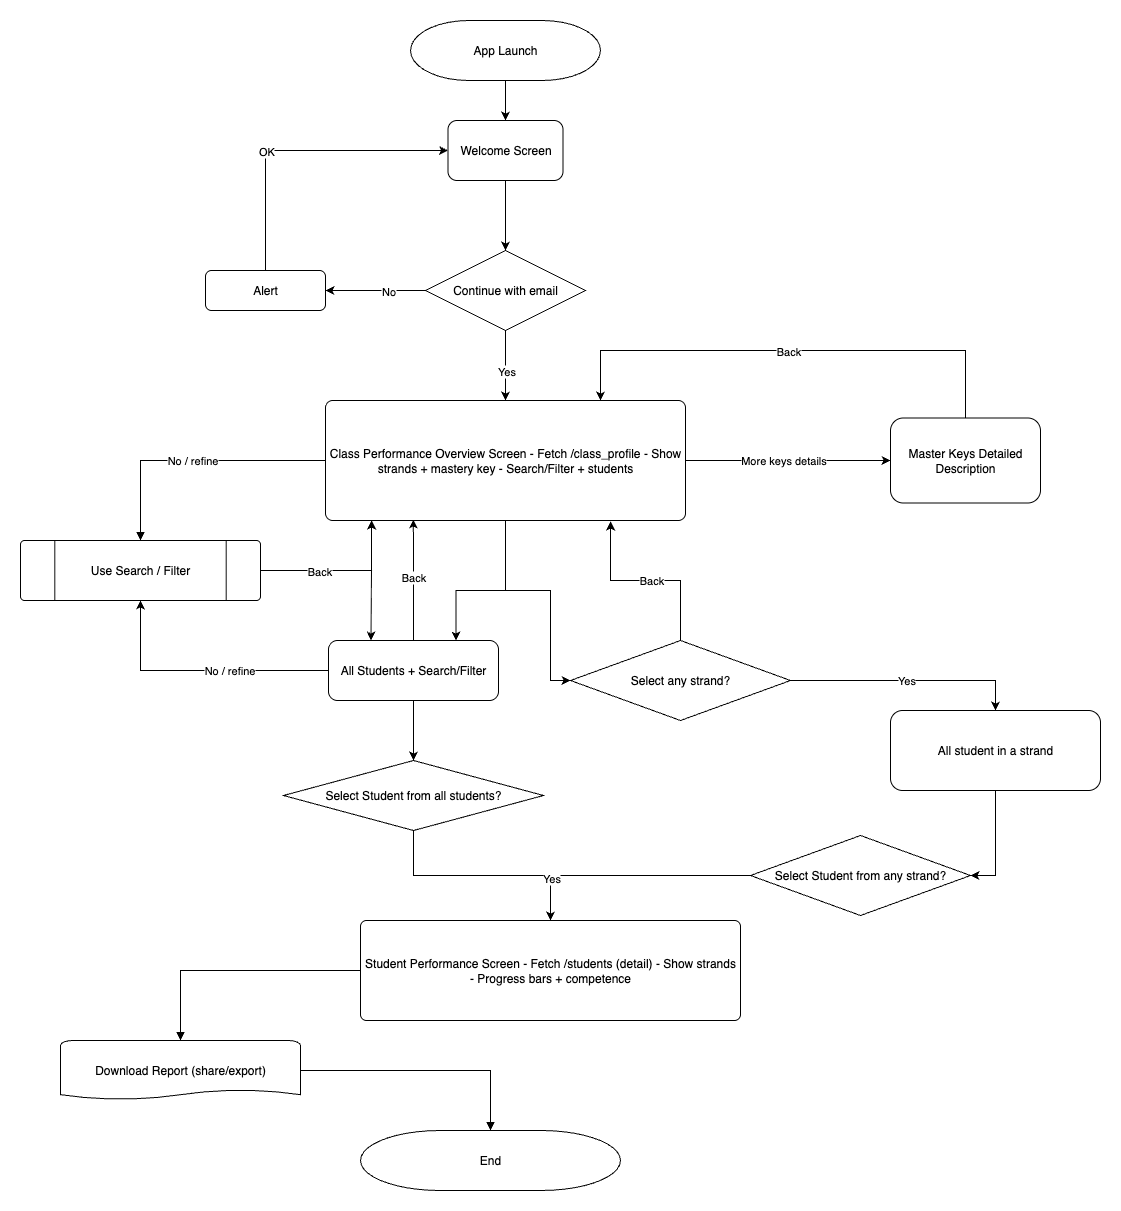 App Launch
OK
Welcome Screen
Alert
No
Continue with email
Back
Yes
Class Performance Overview Screen - Fetch /class_profile - Show
strands + mastery key - Search/Filter + students
No / refine
More keys details
Master Keys Detailed
Description
Use Search / Filter
Back
Back
Back
No / refine
All Students + Search/Filter
Select any strand?
Yes
All student in a strand
Select Student from all students?
Select Student from any strand?
Yes
Student Performance Screen - Fetch /students (detail) - Show strands
- Progress bars + competence
Download Report (share/export)
End